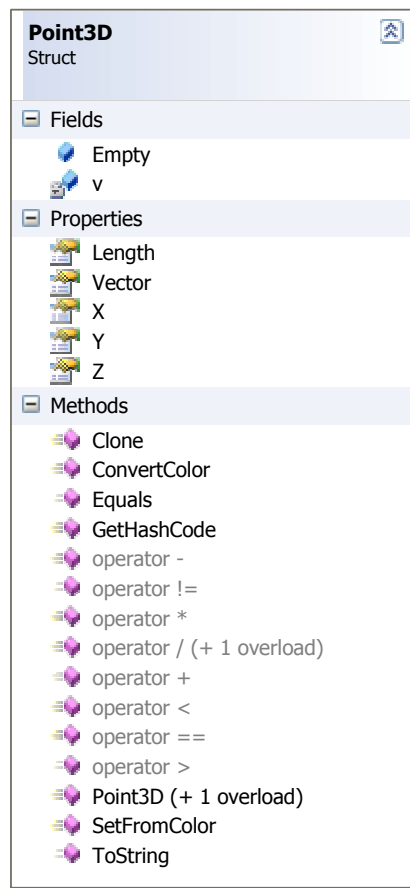 Point3D
Struct
Fields
Empty
v
Properties
Length
Vector
X
Y
Z
Methods
Clone
ConvertColor
Equals
GetHashCode
operator -
operator !=
operator *
operator / (+ 1 overload)
operator +
operator <
operator ==
operator >
Point3D (+ 1 overload)
SetFromColor
ToString